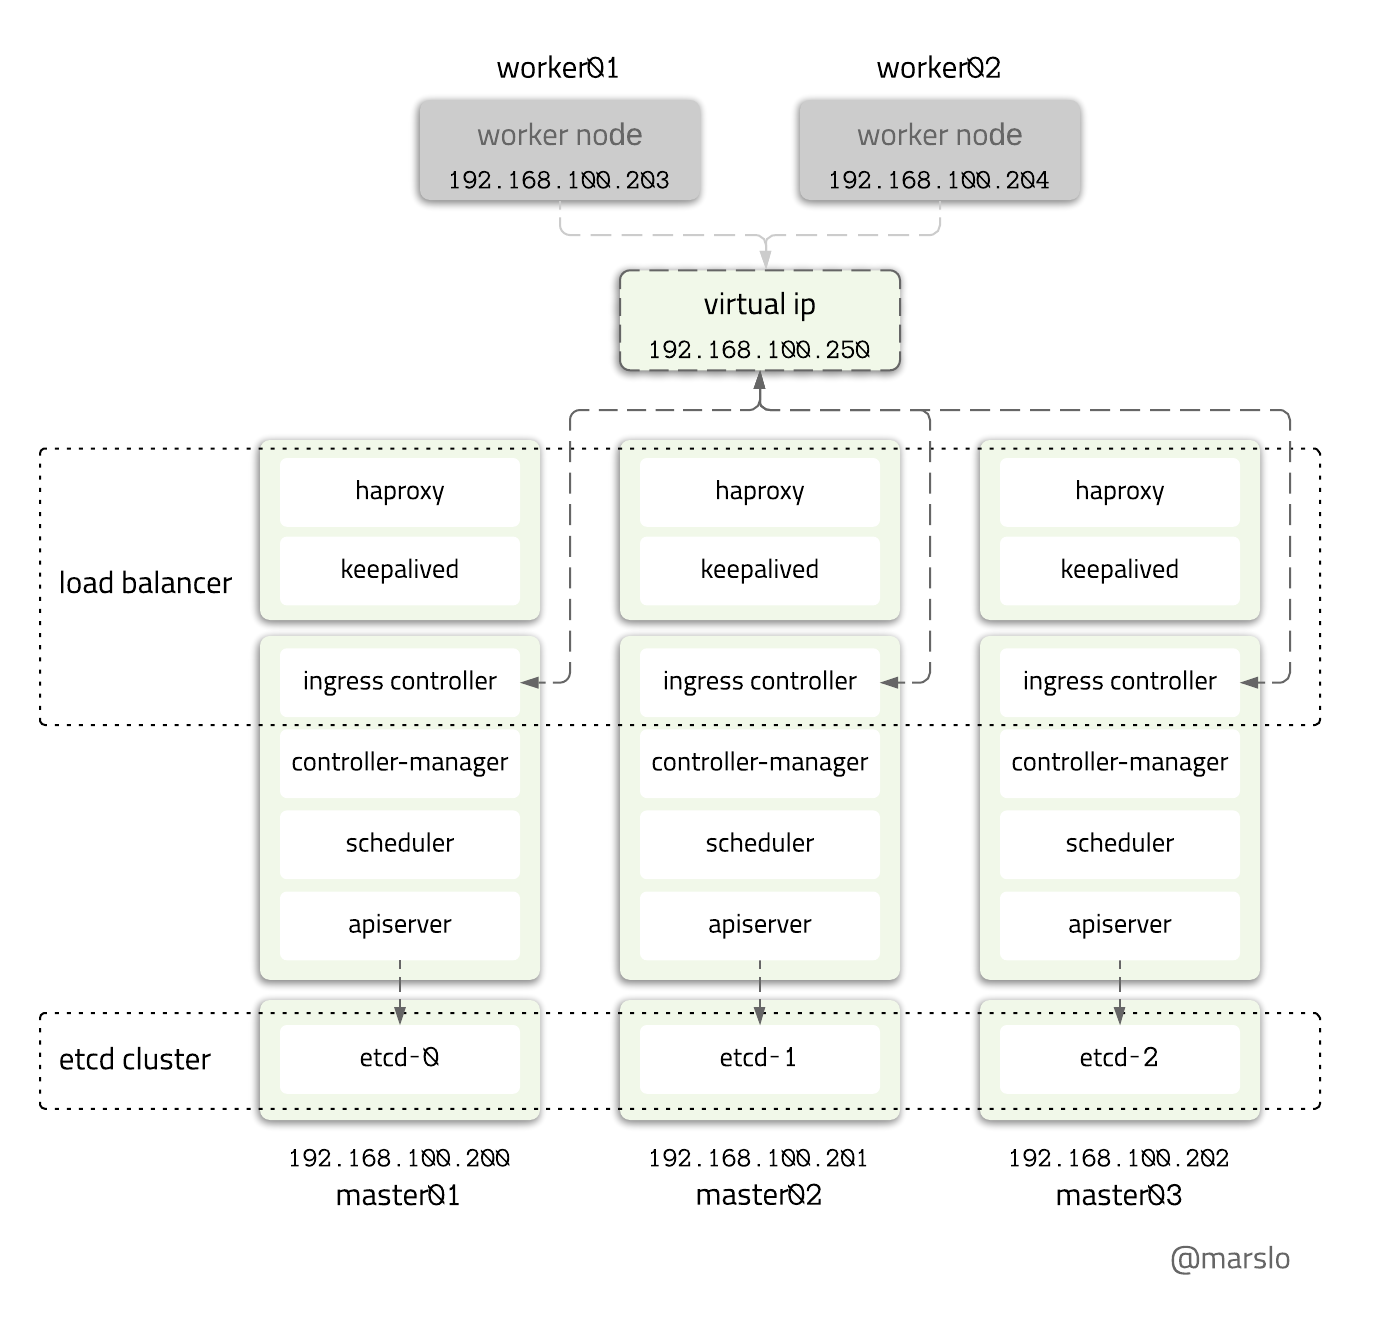 worker01
worker02
worker node
192.168.100.203
worker node
192.168.100.204
virtual ip
192.168.100.250
load balancer
haproxy
keepalived
ingress controller
controller-manager
scheduler
apiserver
haproxy
keepalived
ingress controller
controller-manager
scheduler
apiserver
haproxy
keepalived
ingress controller
controller-manager
scheduler
apiserver
etcd cluster
etcd-0
etcd-1
etcd-2
192.168.100.200
master01
192.168.100.201
master02
192.168.100.202
master03
@marslo